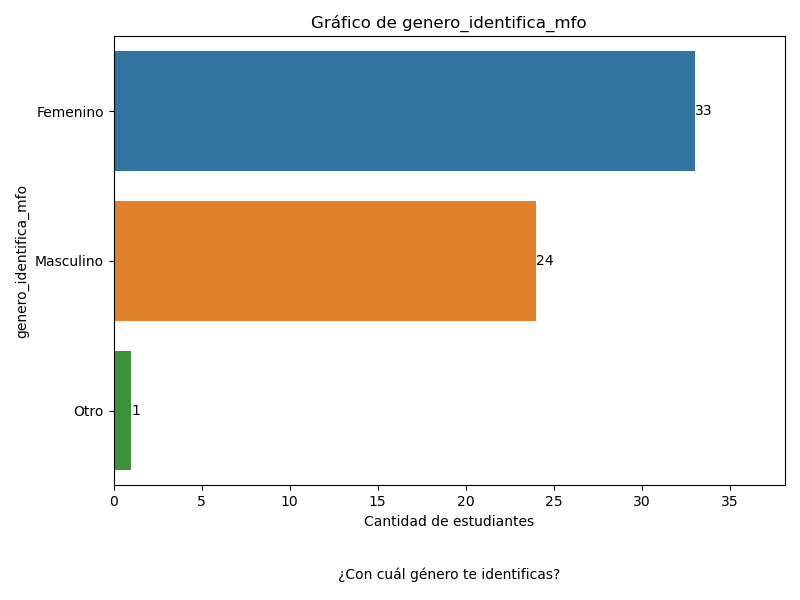 Gráfico de genero_identifica_mfo
Femenino
33
genero_identifica_mfo
Masculino
24
Otro
1
0 5 10 15 20 25 30 35
Cantidad de estudiantes
¿Con cuál género te identificas?